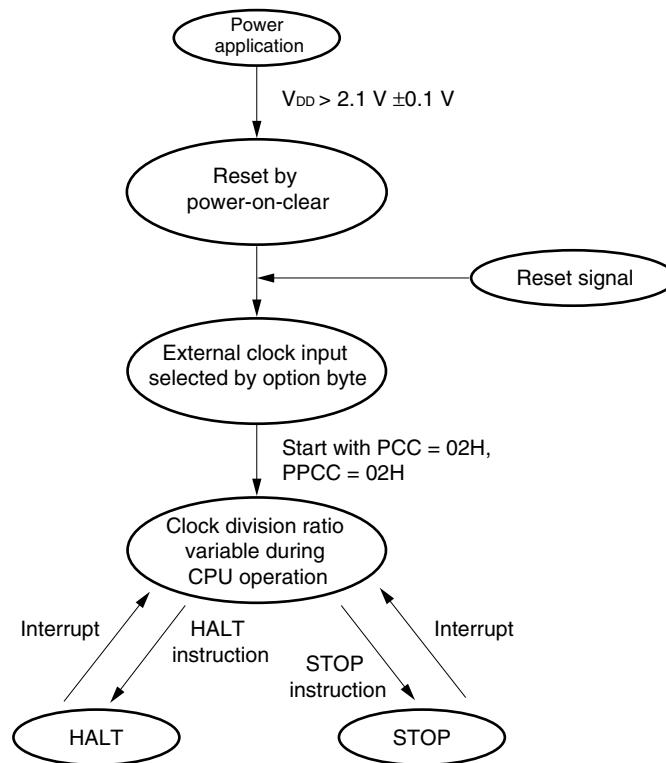 Power
application
VDD > 2.1 V ±0.1 V
Reset by
power-on-clear
Reset signal
External clock input
selected by option byte
Start with PCC = 02H,
PPCC = 02H
Clock division ratio
variable during
CPU operation
Interrupt
HALT
instruction
STOP
instruction
Interrupt
HALT
STOP